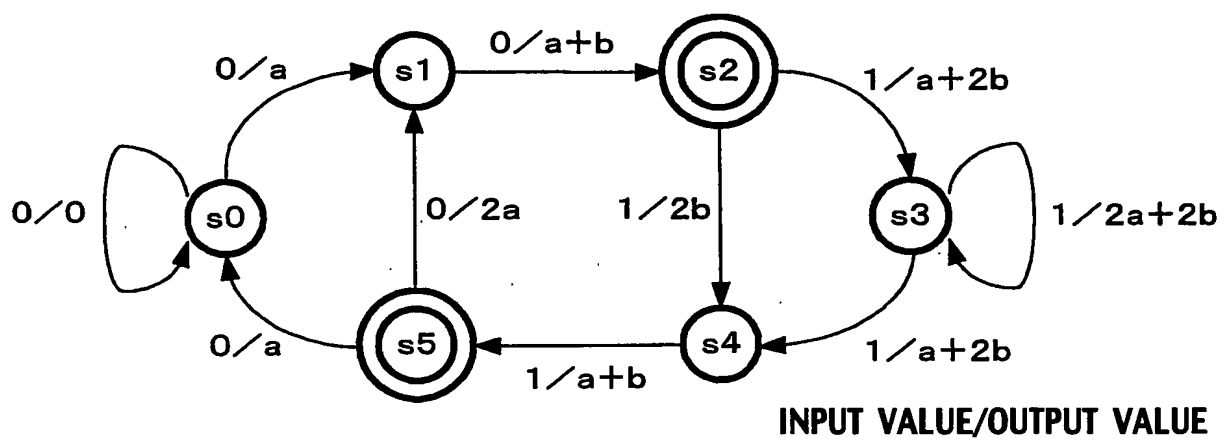 0/a+b
s1
s2
0/a
1/a+2b
0/0
s0
0/2a
1/2b
s3
1/2a+2b
0/a
s5
s4
1/a+b
1/a+2b
INPUT VALUE/OUTPUT VALUE